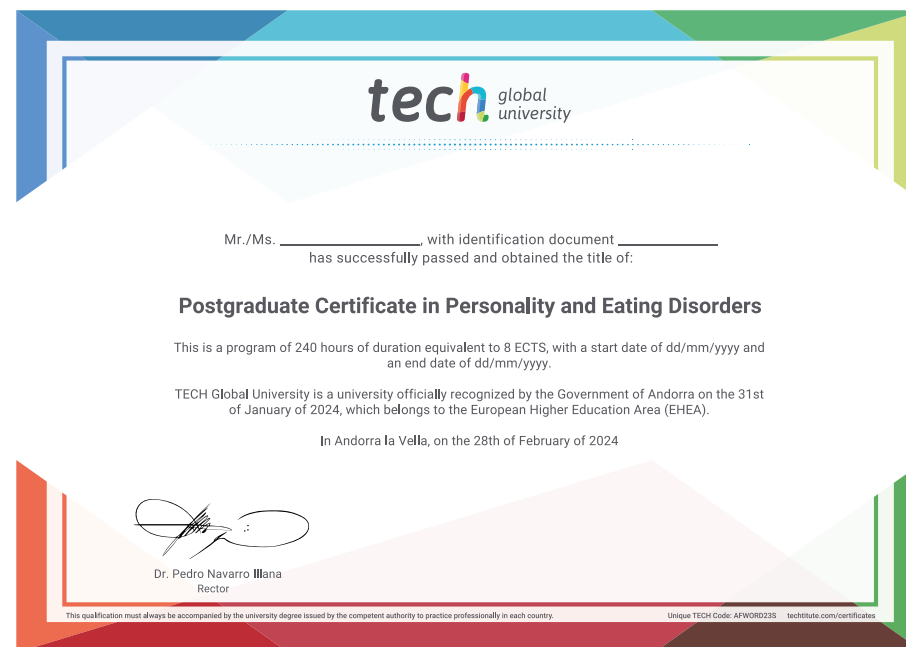 tech global
university
Mr./Ms. ____________, with identification document ____________
has successfully passed and obtained the title of:
Postgraduate Certificate in Personality and Eating Disorders
This is a program of 240 hours of duration equivalent to 8 ECTS, with a start date of dd/mm/yyyy and
an end date of dd/mm/yyyy.
TECH Global University is a university officially recognized by the Government of Andorra on the 31st
of January of 2024, which belongs to the European Higher Education Area (EHEA).
In Andorra la Vella, on the 28th of February of 2024
Dr. Pedro Navarro Illana
Rector
This qualification must always be accompanied by the university degree issued by the competent authority to practice professionally in each country.
Unique TECH Code: AFWORD23S techtitute.com/certificates